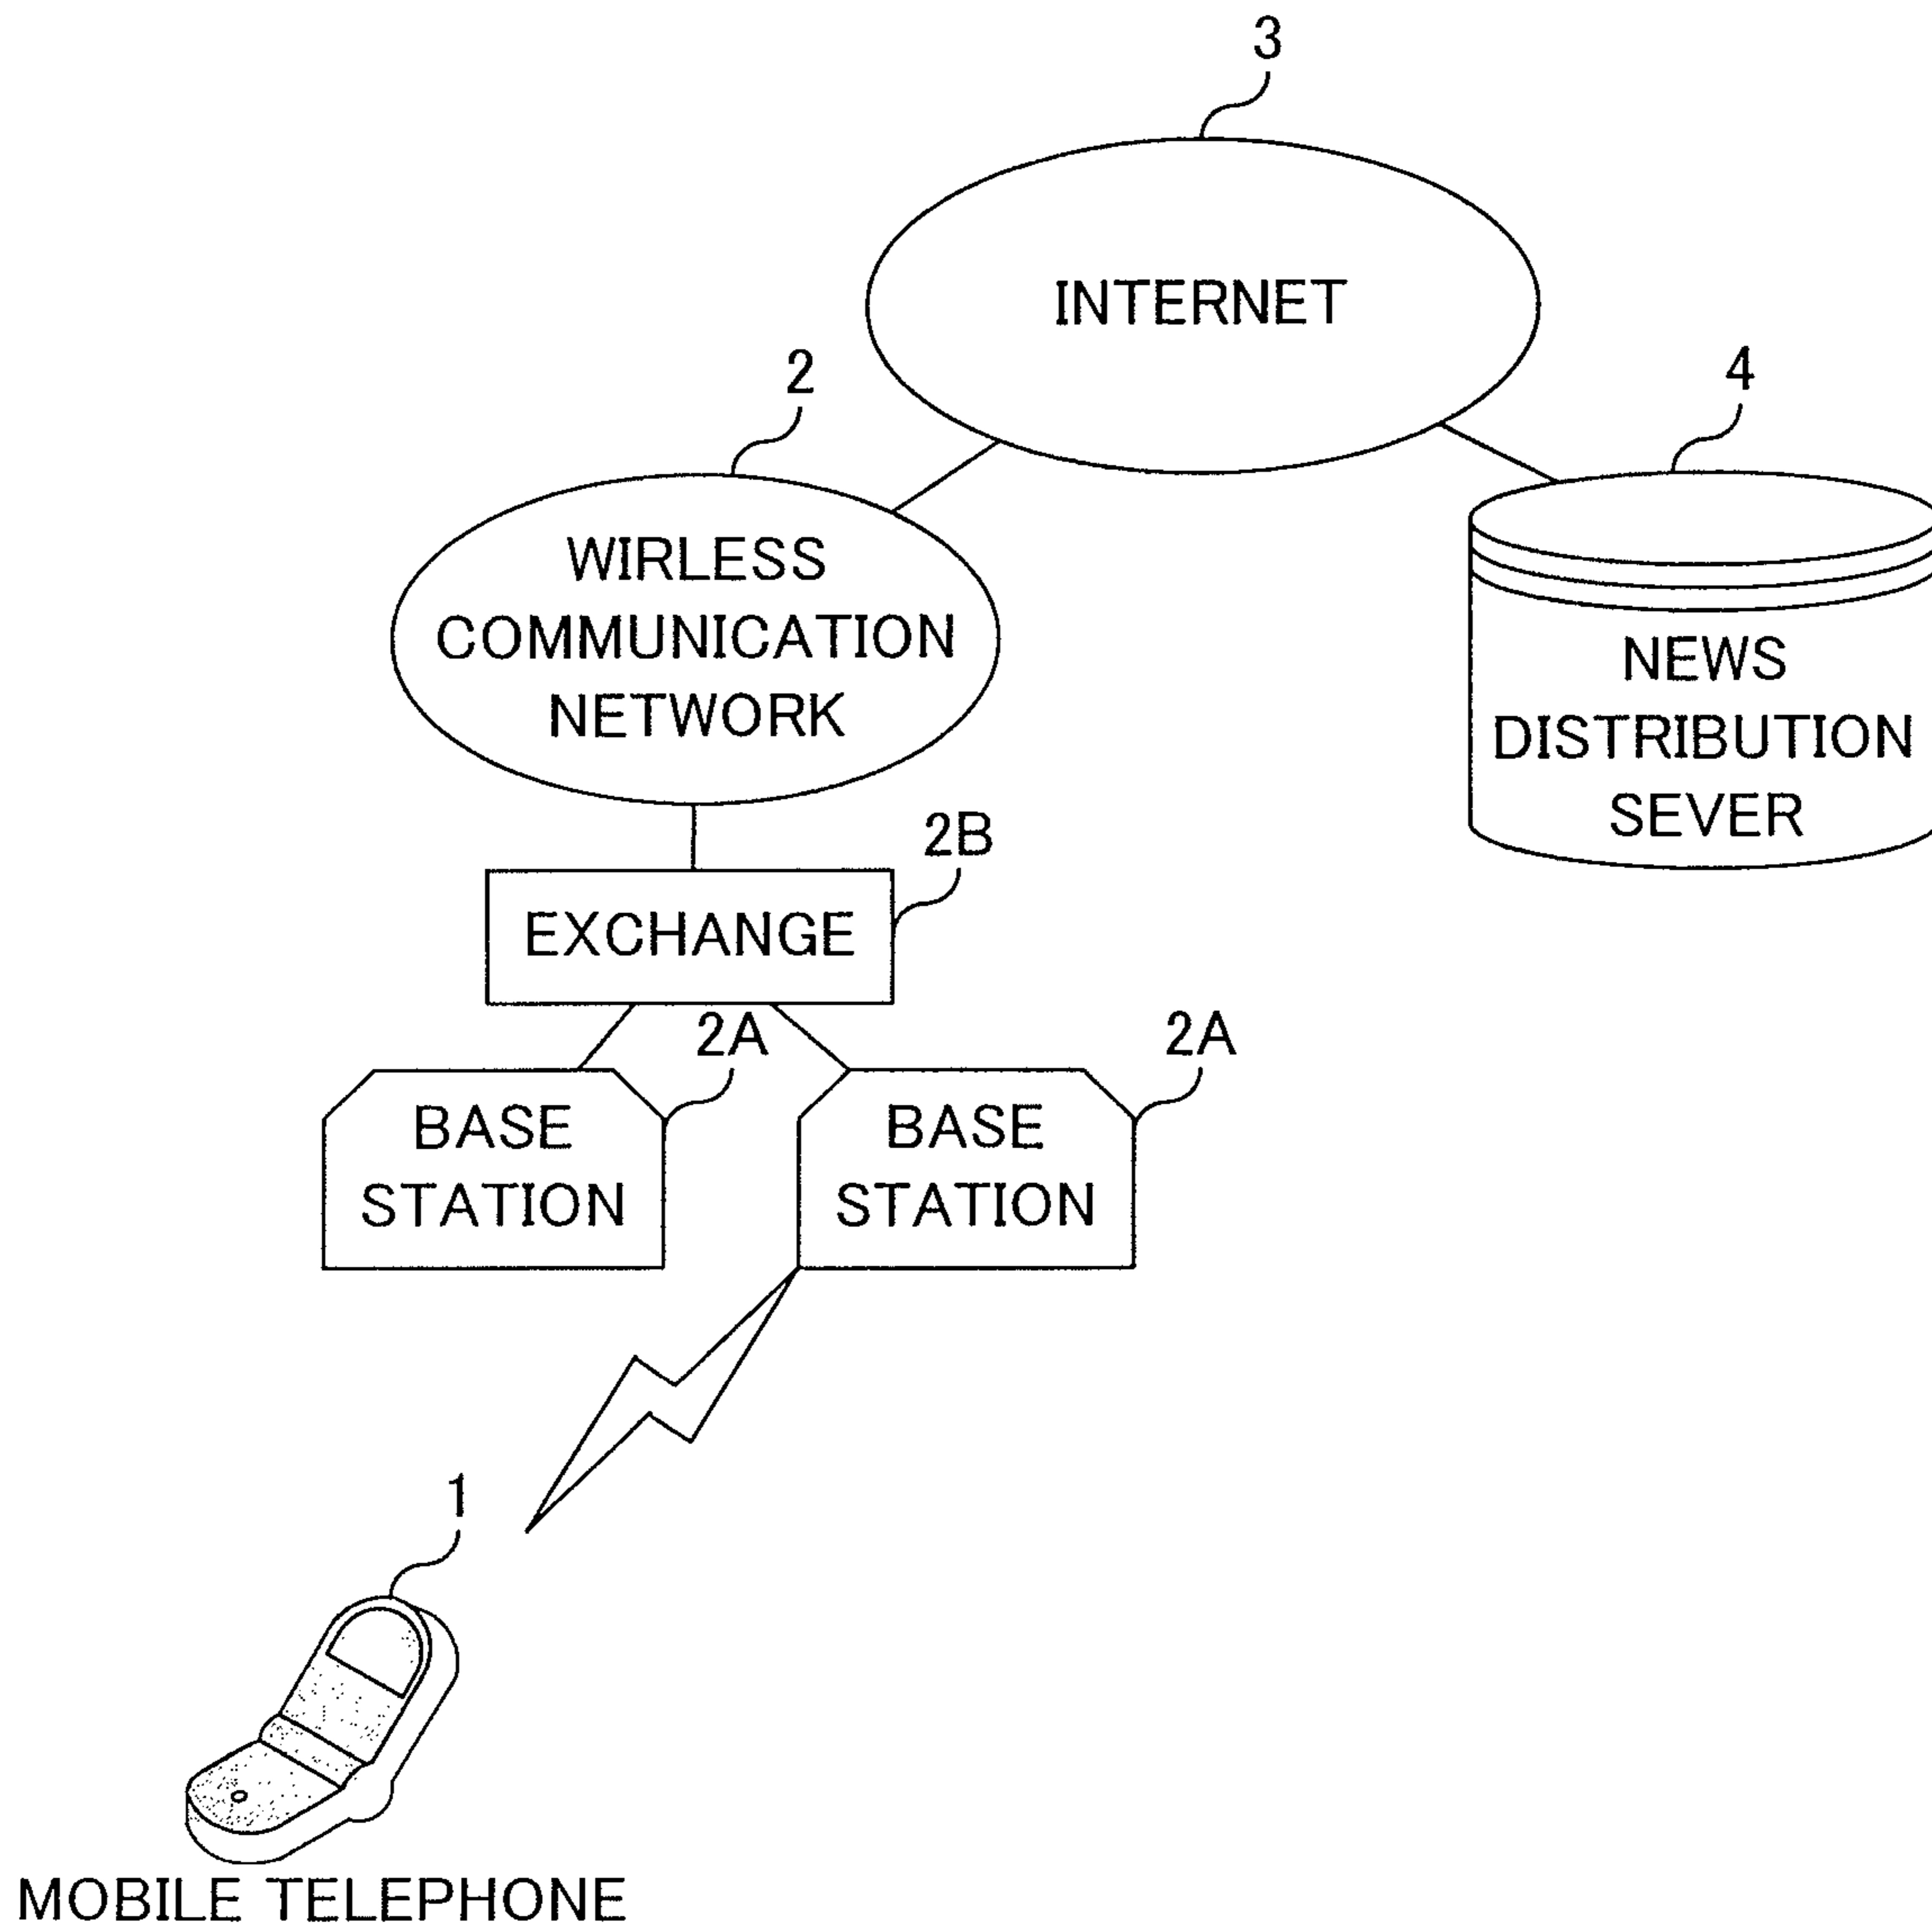 3
INTERNET
2
4
WIRLESS
COMMUNICATION
NETWORK
NEWS
DISTRIBUTION
SEVER
2B
EXCHANGE
2A
2A
BASE
STATION
BASE
STATION
1
MOBILE TELEPHONE